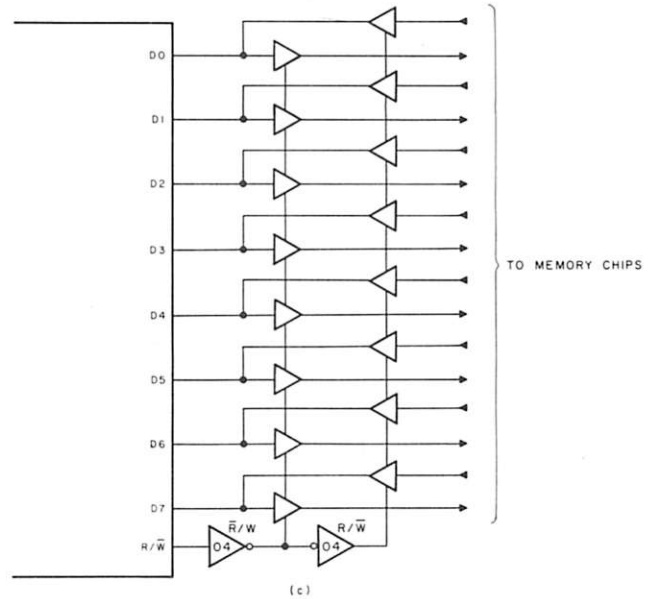 D0
D1
D2
D3
D4
D5
D6
D7
TO MEMORY CHIPS
R̅/W R/W̅
R/W̅ 04 04
(c)